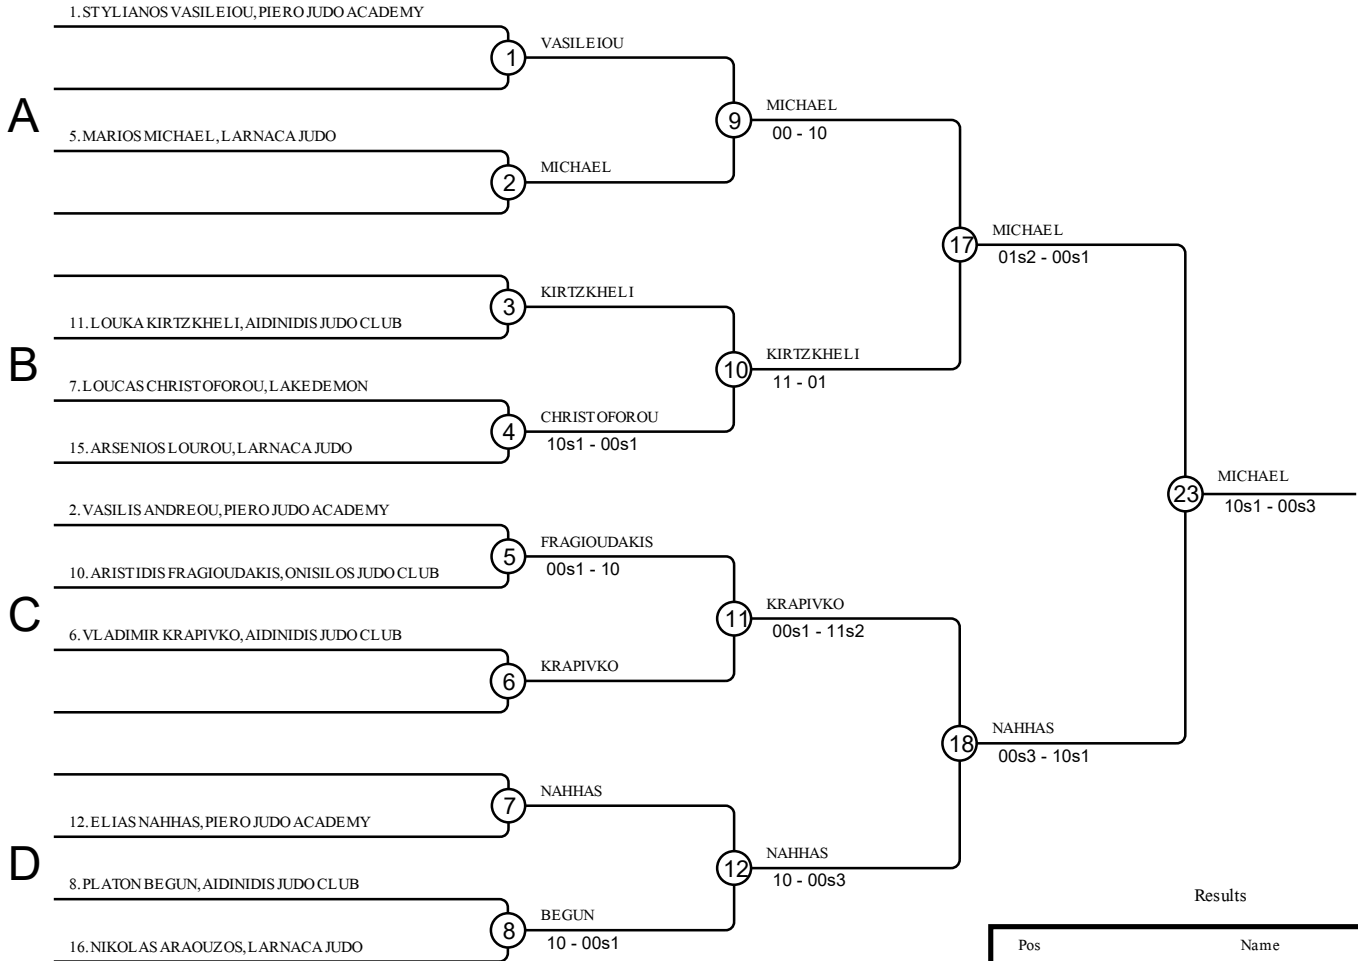 1. STYLIANOS VASILEIOU, PIERO JUDO ACADEMY
1
VASILEIOU
A
9
MICHAEL
00 - 10
5. MARIOS MICHAEL, LARNACA JUDO
2
MICHAEL
17
MICHAEL
01s2 - 00s1
3
KIRTZKHELI
11. LOUKA KIRTZKHELI, AIDINIDIS JUDO CLUB
B
10
KIRTZKHELI
11 - 01
7. LOUCAS CHRISTOFOROU, LAKEDEMON
4
CHRISTOFOROU
10s1 - 00s1
15. ARSENIOS LOUROU, LARNACA JUDO
23
MICHAEL
10s1 - 00s3
2. VASILIS ANDREOU, PIERO JUDO ACADEMY
5
FRAGIOUDAKIS
00s1 - 10
10. ARISTIDIS FRAGIOUDAKIS, ONISILOS JUDO CLUB
C
11
KRAPIVKO
00s1 - 11s2
6. VLADIMIR KRAPIVKO, AIDINIDIS JUDO CLUB
6
KRAPIVKO
18
NAHHAS
00s3 - 10s1
7
NAHHAS
12. ELIAS NAHHAS, PIERO JUDO ACADEMY
D
12
NAHHAS
10 - 00s3
8. PLATON BEGUN, AIDINIDIS JUDO CLUB
8
BEGUN
10 - 00s1
16. NIKOLAS ARAOUZOS, LARNACA JUDO
Results
Pos Name